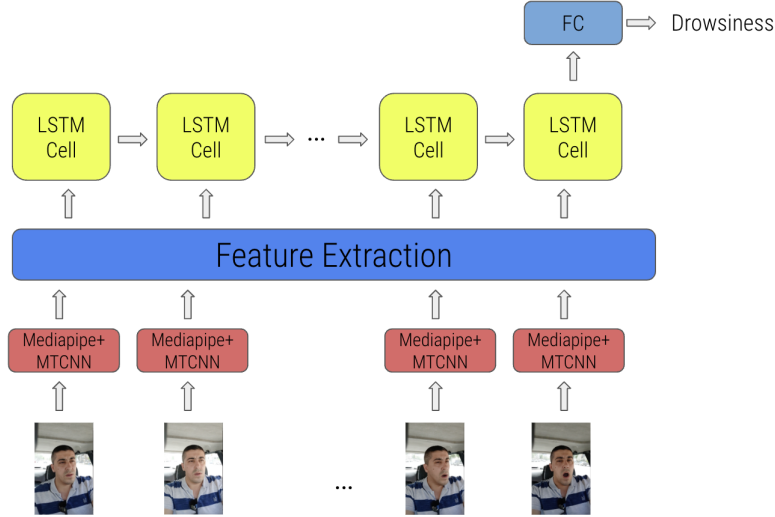 FC
Drowsiness
LSTM
Cell
LSTM
Cell
...
LSTM
Cell
LSTM
Cell
Feature Extraction
Mediapipe+
MTCNN
Mediapipe+
MTCNN
Mediapipe+
MTCNN
Mediapipe+
MTCNN
...